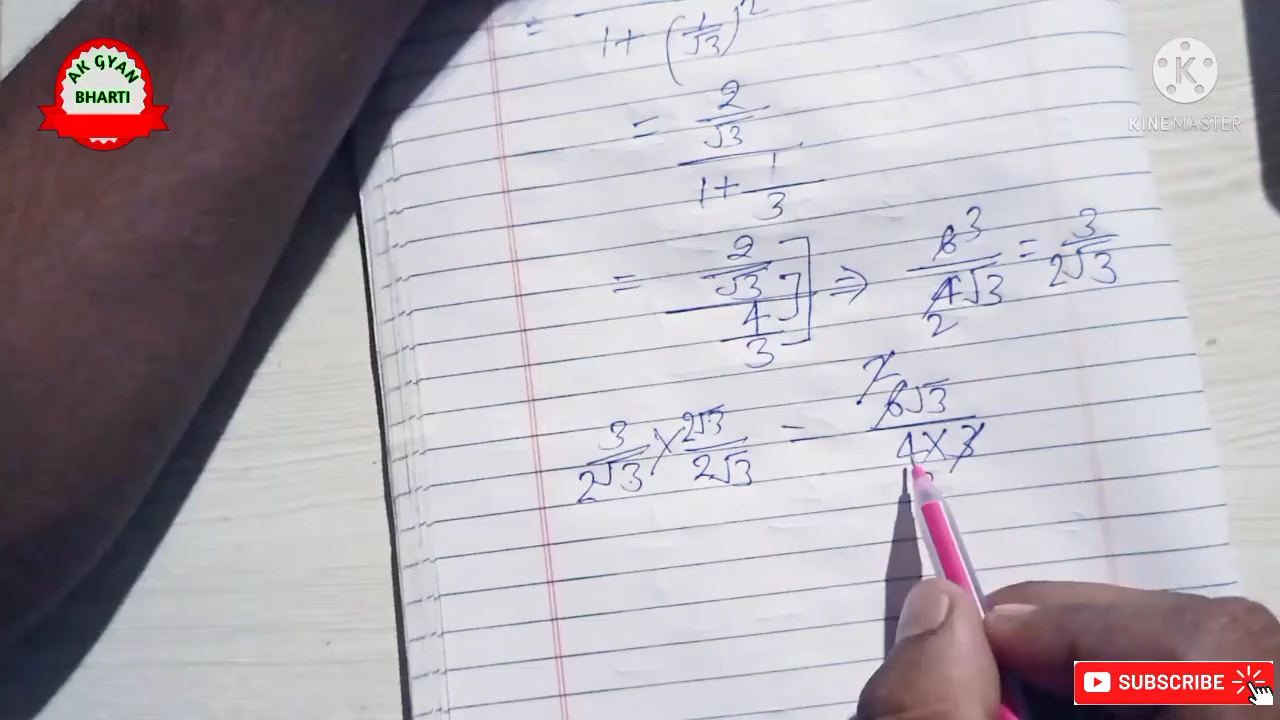 AK GYAN
BHARTI
KINEMASTER
= 1 + (1/√3)^2
= (2/√3)/(1 + 1/3)
= (2/√3)/(4/3) ⇒ 6 3/4√3 2 = 3/2√3
3/2√3 × 2√3/2√3 = 2 6√3/4×3
SUBSCRIBE